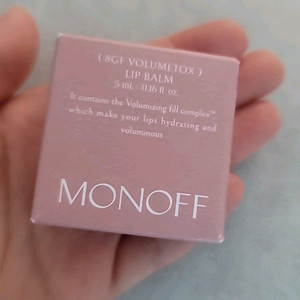 ( 8GF VOLUMETOX )
LIP BALM
5 mL / 0.16 fl. oz.
It contains the Volumizing fill complex™,
which make your lips hydrating and
voluminous
MONOFF